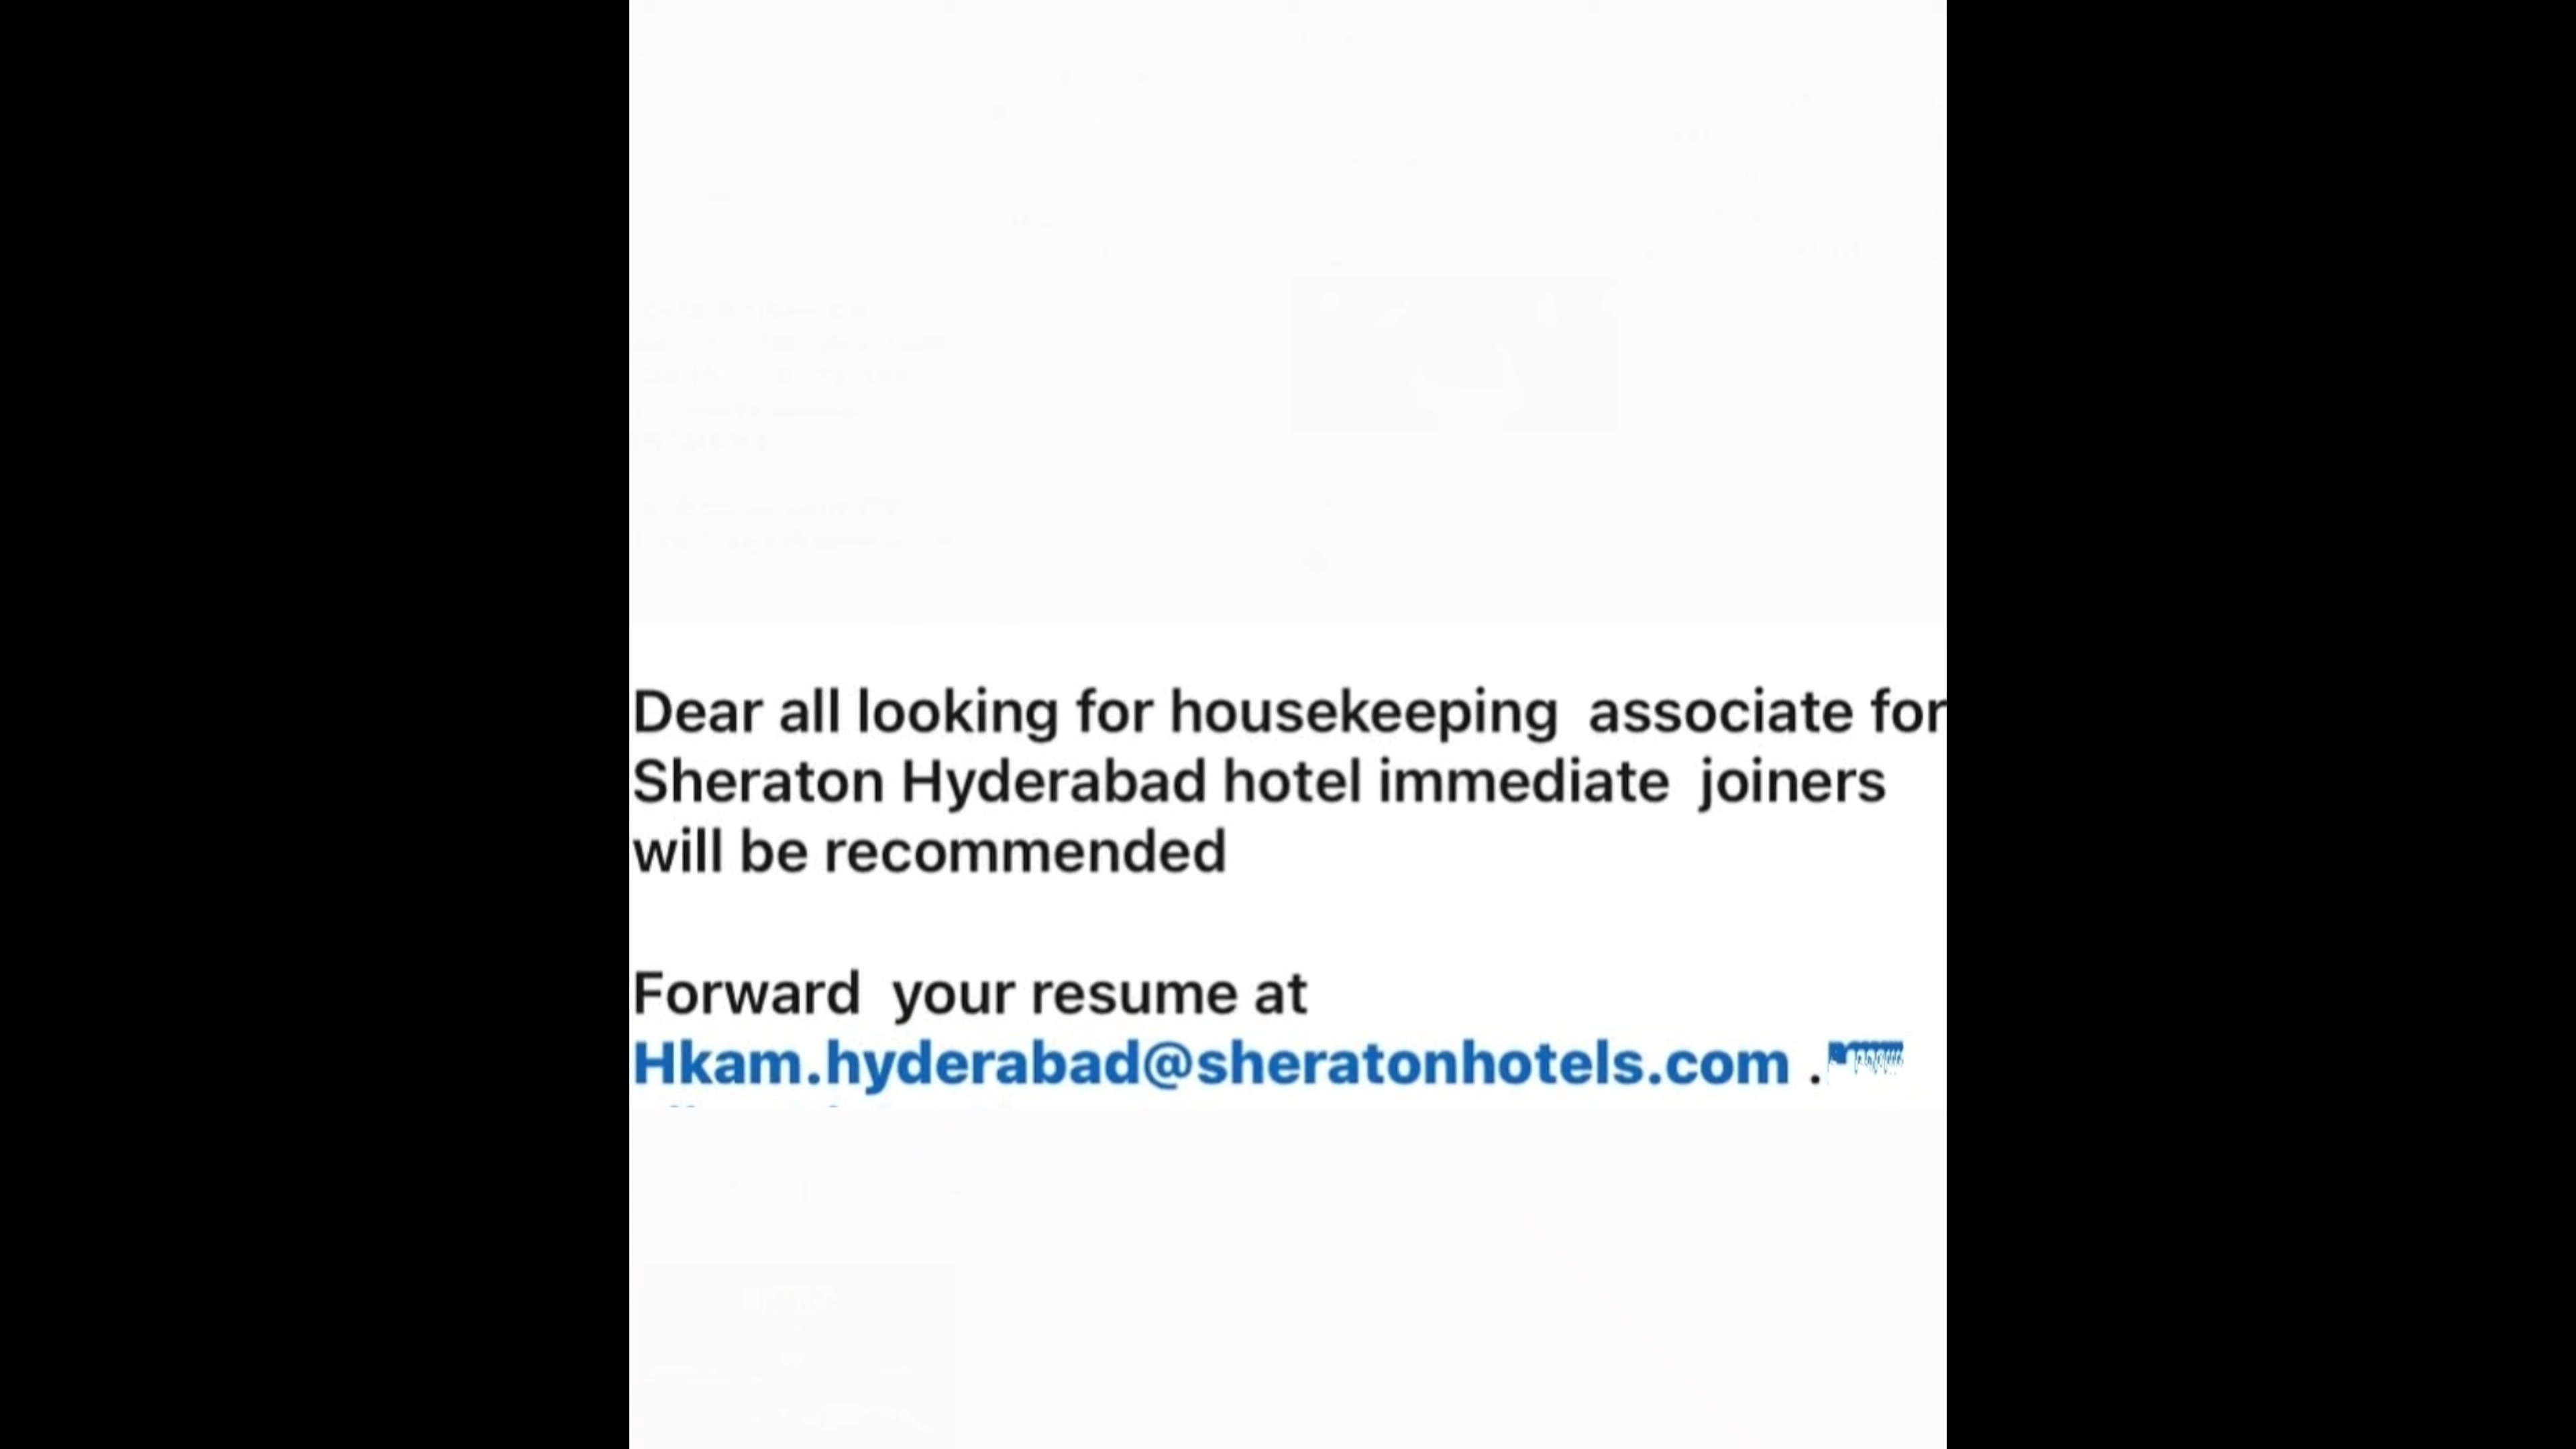 Dear all looking for housekeeping  associate for
Sheraton Hyderabad hotel immediate  joiners
will be recommended
Forward  your resume at
Hkam.hyderabad@sheratonhotels.com .